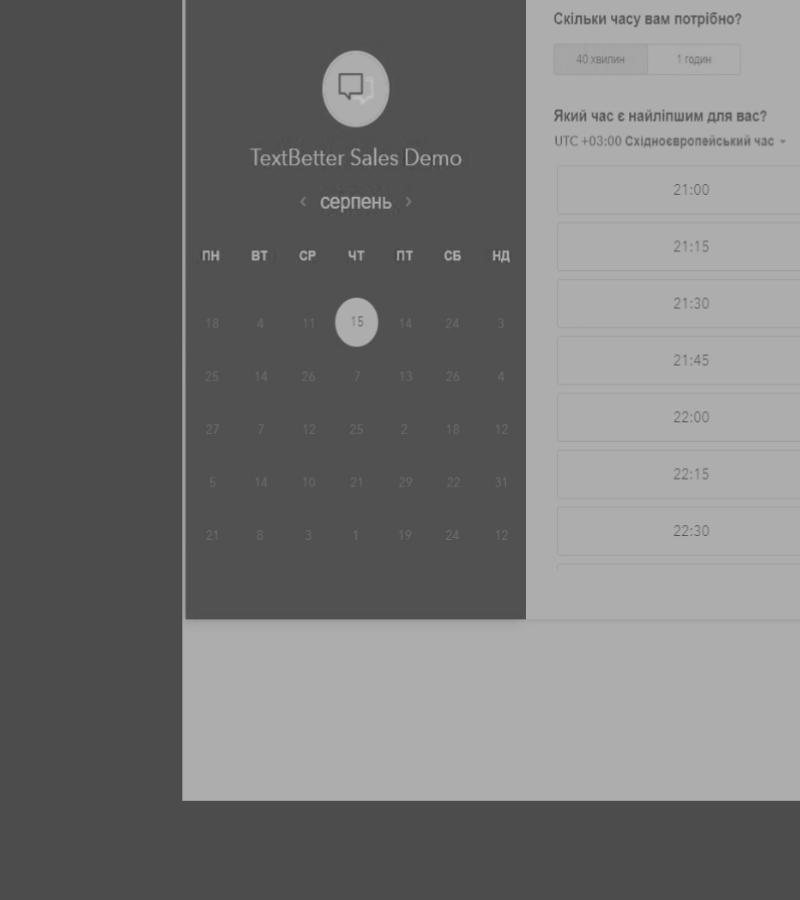 TextBetter Sales Demo
‹ серпень ›
ПН ВТ СР ЧТ ПТ СБ НД
18 4 11 15 14 24 3
25 14 26 7 13 26 4
27 7 12 25 2 18 12
5 14 10 21 29 22 31
21 8 3 1 19 24 12
Скільки часу вам потрібно?
40 хвилин 1 годин
Який час є найліпшим для вас?
UTC +03:00 Східноєвропейський час
21:00
21:15
21:30
21:45
22:00
22:15
22:30